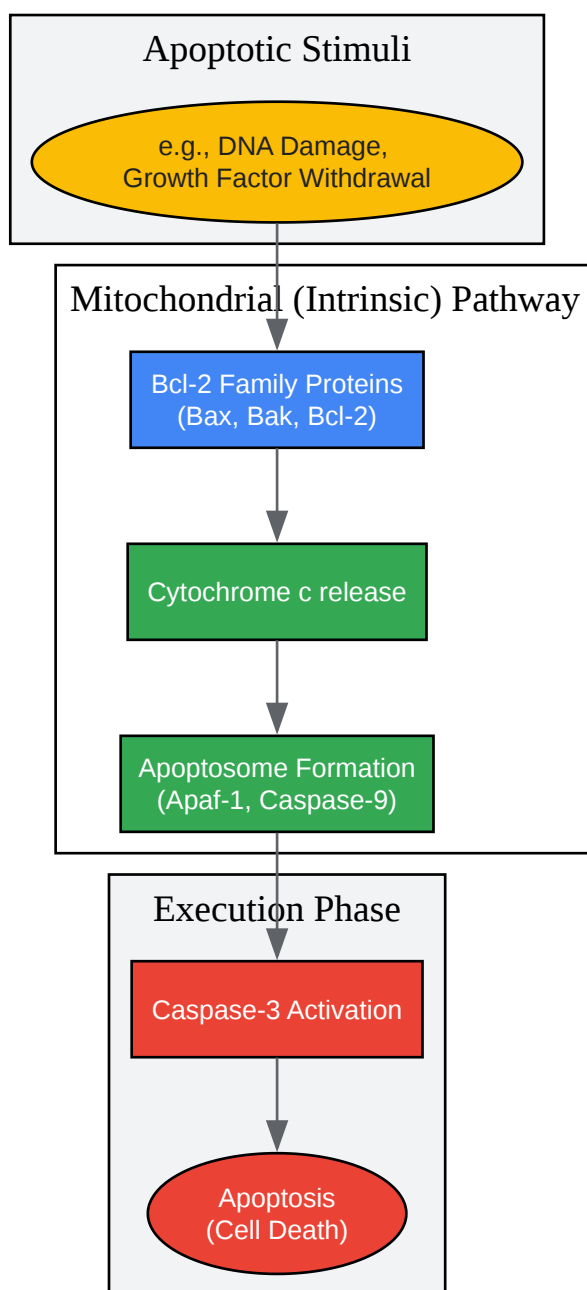 Apoptotic Stimuli
e.g., DNA Damage,
Growth Factor Withdrawal
Mitochondrial (Intrinsic) Pathway
Bcl-2 Family Proteins
(Bax, Bak, Bcl-2)
Cytochrome c release
Apoptosome Formation
(Apaf-1, Caspase-9)
Execution Phase
Caspase-3 Activation
Apoptosis
(Cell Death)